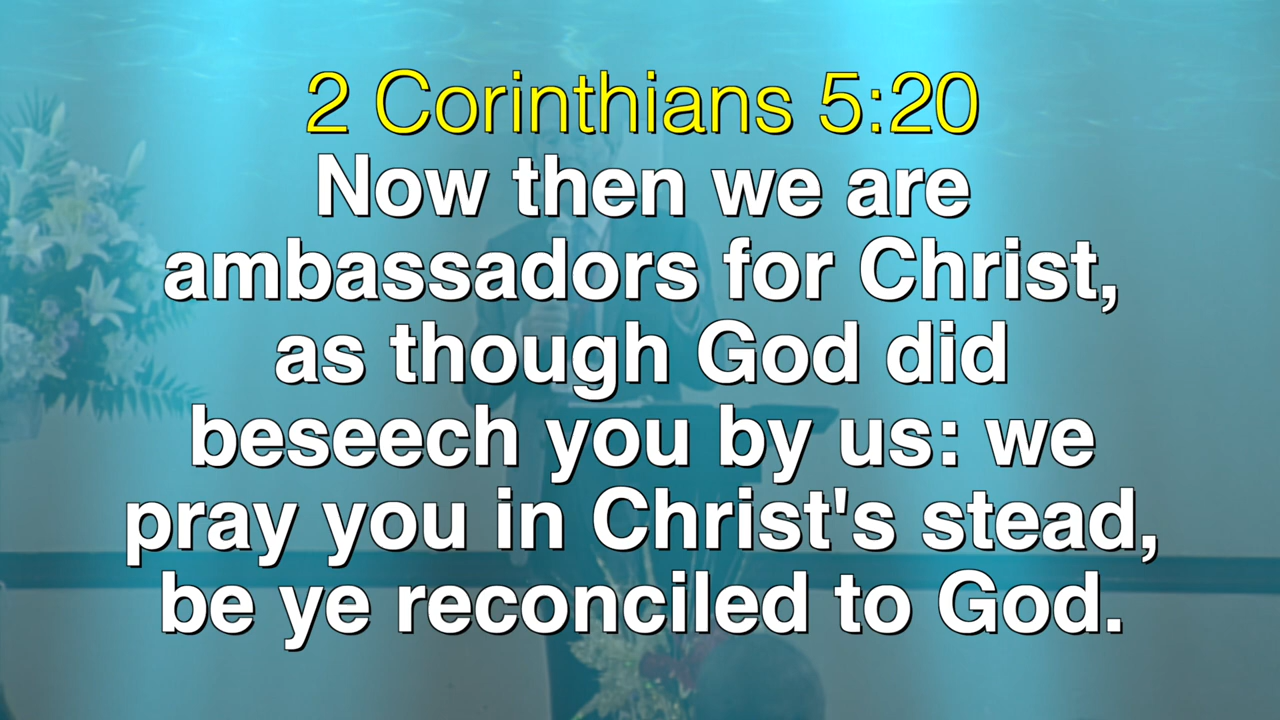 2 Corinthians 5:20
Now then we are
ambassadors for Christ,
as though God did
beseech you by us: we
pray you in Christ's stead,
be ye reconciled to God.